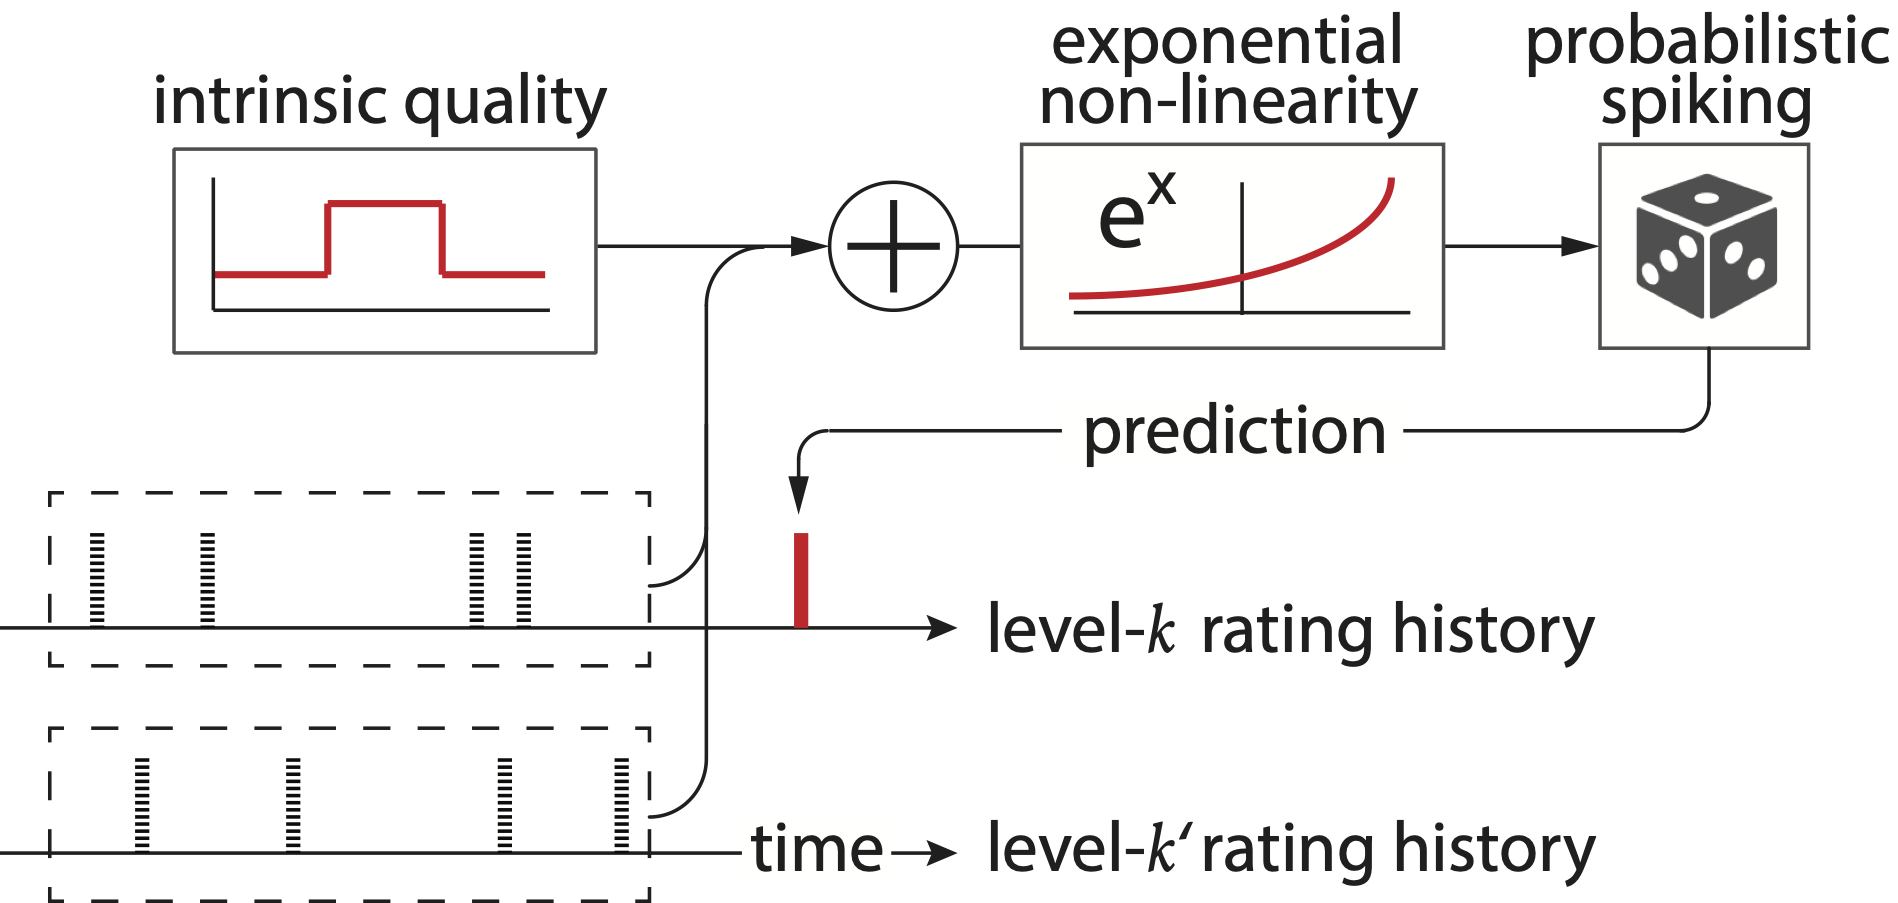 exponential
non-linearity
probabilistic
spiking
intrinsic quality
e^x
prediction
level-k rating history
time
level-k‘ rating history